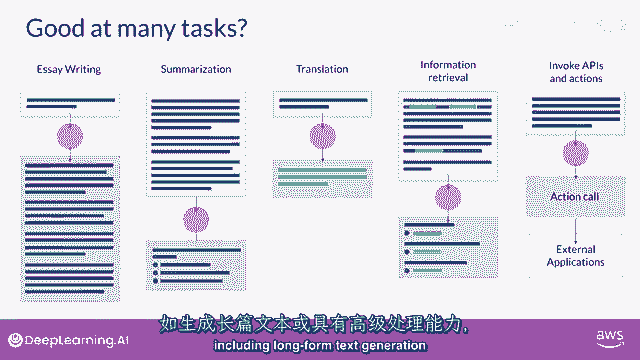 Good at many tasks?
Essay Writing
Summarization
Translation
Information
retrieval
Invoke APIs
and actions
Action call
External
Applications
如生成长篇文本或具有高级处理能力,
including long-form text generation
DeepLearning.AI
aws